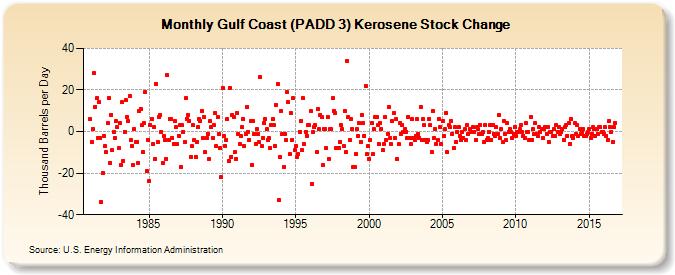 Monthly Gulf Coast (PADD 3) Kerosene Stock Change
Thousand Barrels per Day
40
20
0
-20
-40
1985 1990 1995 2000 2005 2010 2015
Source: U.S. Energy Information Administration